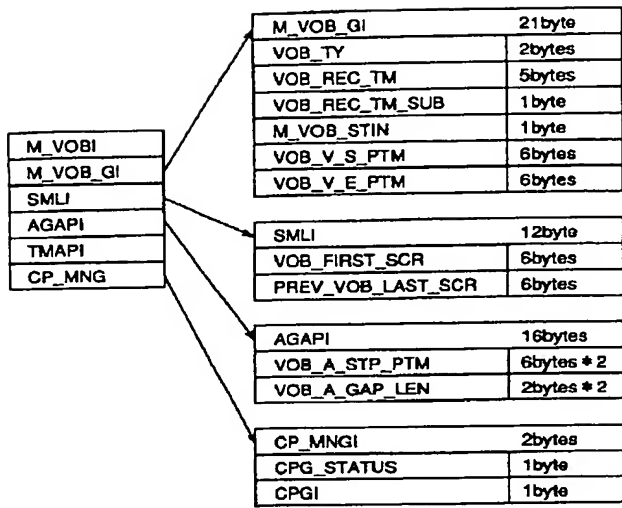 M_VOBI
M_VOB_GI
SMLI
AGAPI
TMAPI
CP_MNG
M_VOB_GI 21byte
VOB_TY 2bytes
VOB_REC_TM 5bytes
VOB_REC_TM_SUB 1byte
M_VOB_STIN 1byte
VOB_V_S_PTM 6bytes
VOB_V_E_PTM 6bytes
SMLI 12byte
VOB_FIRST_SCR 6bytes
PREV_VOB_LAST_SCR 6bytes
AGAPI 16bytes
VOB_A_STP_PTM 6bytes * 2
VOB_A_GAP_LEN 2bytes * 2
CP_MNGI 2bytes
CPG_STATUS 1byte
CPGI 1byte